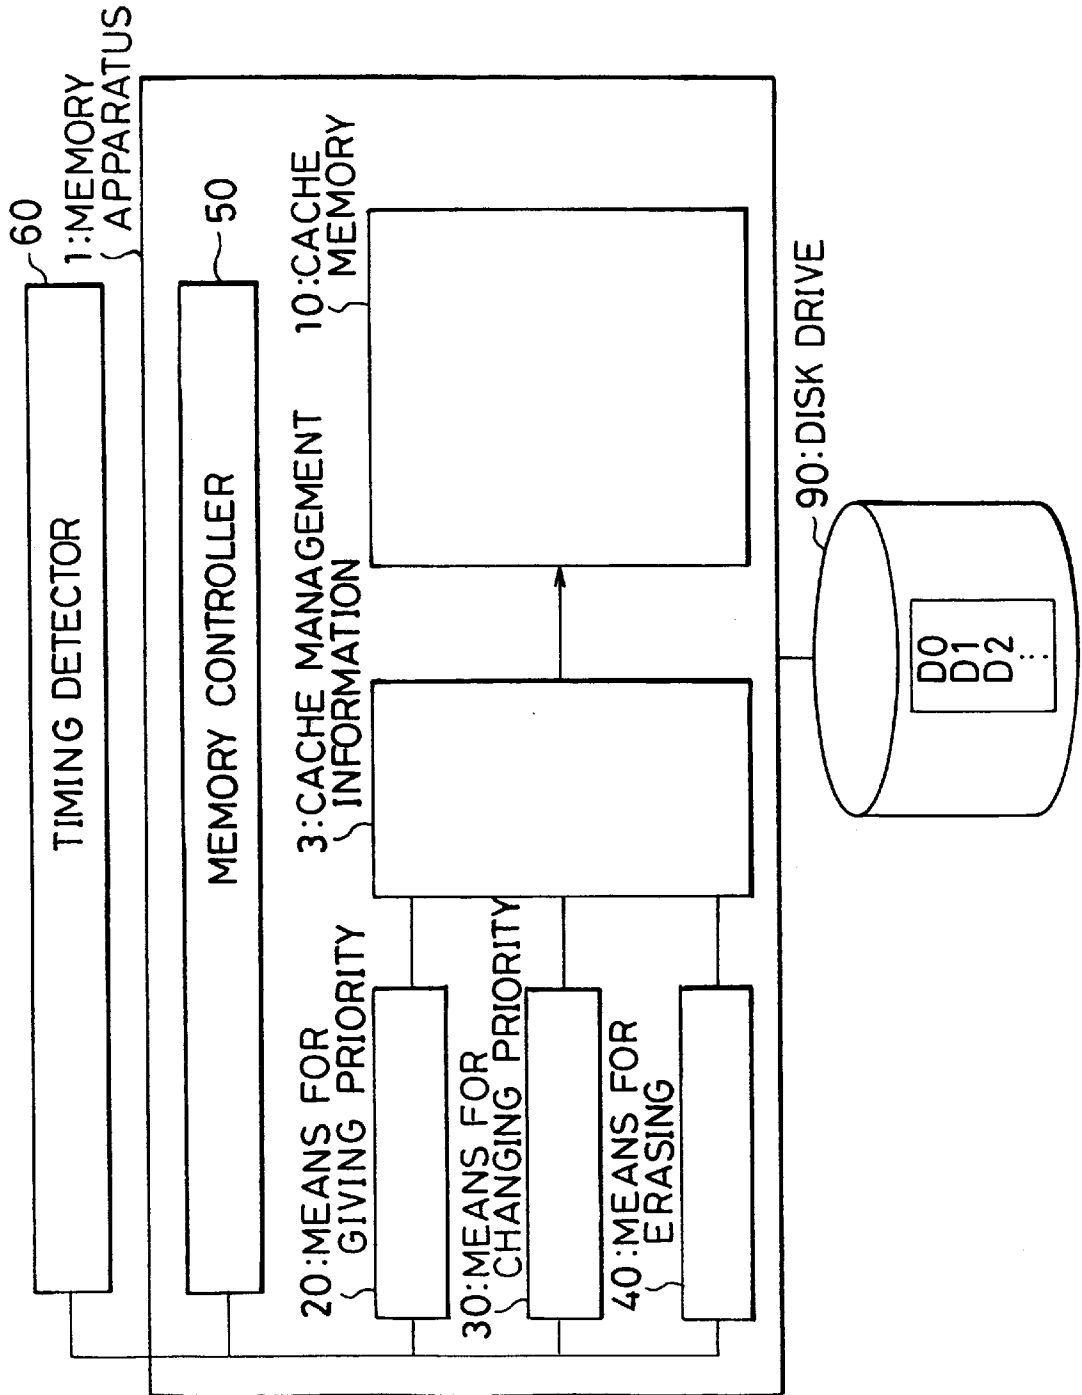 60
1:MEMORY
APPARATUS
TIMING DETECTOR
50
MEMORY CONTROLLER
10:CACHE
MEMORY
3:CACHE MANAGEMENT
INFORMATION
20:MEANS FOR
GIVING PRIORITY
30:MEANS FOR
CHANGING PRIORITY
40:MEANS FOR
ERASING
90:DISK DRIVE
D0
D1
D2
⋮